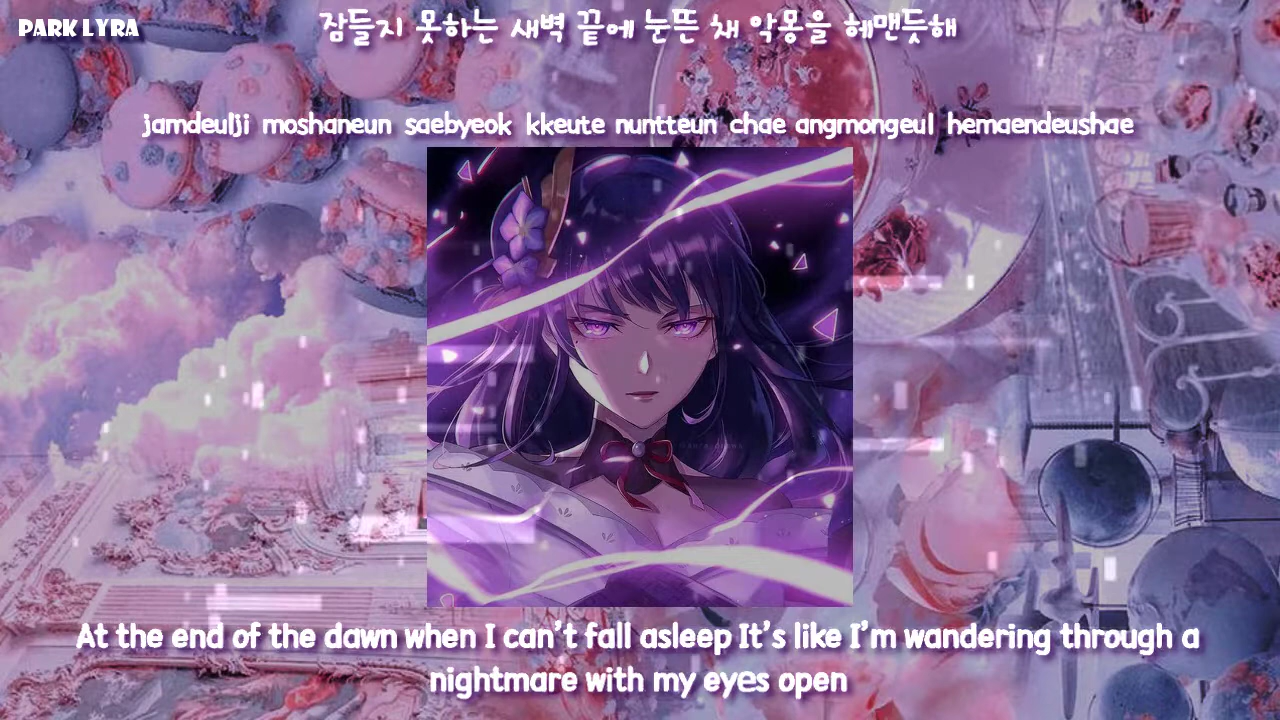 PARK LYRA
잠들지 못하는 새벽 끝에 눈뜬 채 악몽을 헤맨듯해
jamdeulji moshaneun saebyeok kkeute nuntteun chae angmongeul hemaendeushae
At the end of the dawn when I can't fall asleep It's like I'm wandering through a
nightmare with my eyes open